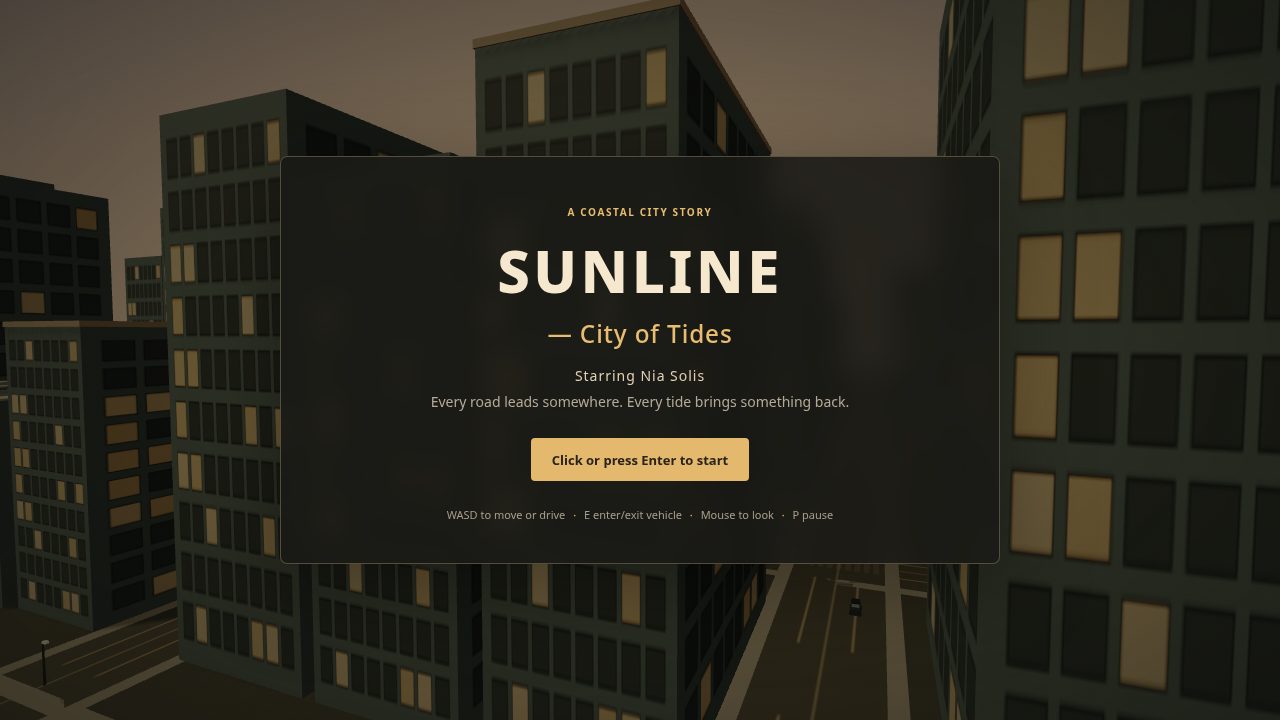 A COASTAL CITY STORY
SUNLINE
— City of Tides
Starring Nia Solis
Every road leads somewhere. Every tide brings something back.
Click or press Enter to start
WASD to move or drive · E enter/exit vehicle · Mouse to look · P pause